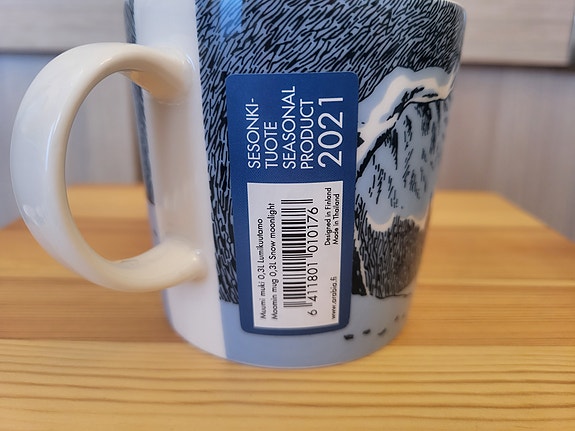 SESONKI-
TUOTE
SEASONAL
PRODUCT
2021
Muumi muki 0,3L Lumikuutamo
Moomin mug 0,3L Snow moonlight
6 411801 010176
Designed in Finland
Made in Thailand
www.arabia.fi